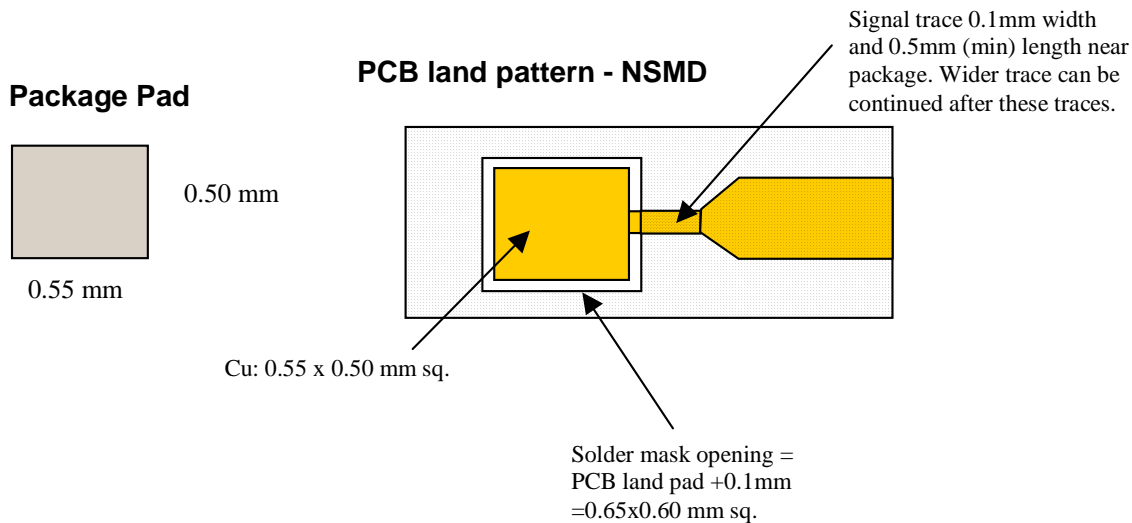 Signal trace 0.1mm width
and 0.5mm (min) length near
package. Wider trace can be
continued after these traces.
PCB land pattern - NSMD
Package Pad
0.50 mm
0.55 mm
Cu: 0.55 x 0.50 mm sq.
Solder mask opening =
PCB land pad +0.1mm
=0.65x0.60 mm sq.